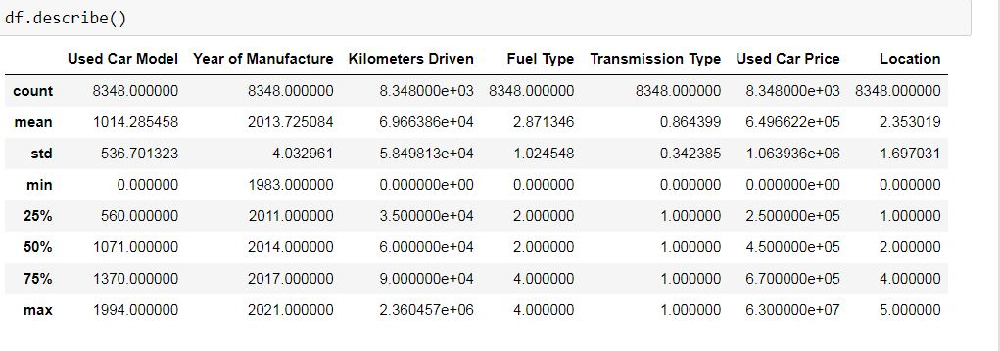 df.describe()
Used Car Model Year of Manufacture Kilometers Driven Fuel Type Transmission Type Used Car Price Location
count 8348.000000 8348.000000 8.348000e+03 8348.000000 8348.000000 8.348000e+03 8348.000000
mean 1014.285458 2013.725084 6.966386e+04 2.871346 0.864399 6.496622e+05 2.353019
std 536.701323 4.032961 5.849813e+04 1.024548 0.342385 1.063936e+06 1.697031
min 0.000000 1983.000000 0.000000e+00 0.000000 0.000000 0.000000e+00 0.000000
25% 560.000000 2011.000000 3.500000e+04 2.000000 1.000000 2.500000e+05 1.000000
50% 1071.000000 2014.000000 6.000000e+04 2.000000 1.000000 4.500000e+05 2.000000
75% 1370.000000 2017.000000 9.000000e+04 4.000000 1.000000 6.700000e+05 4.000000
max 1994.000000 2021.000000 2.360457e+06 4.000000 1.000000 6.300000e+07 5.000000